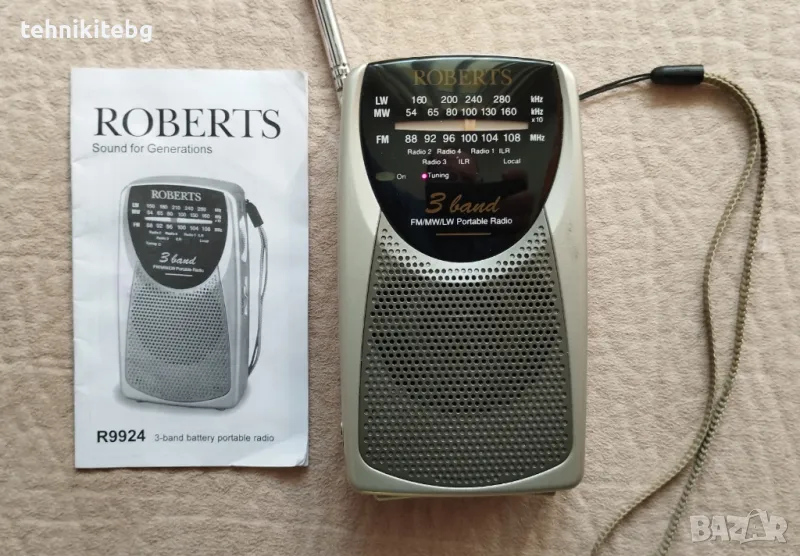 © tehnikitebg
ROBERTS
Sound for Generations
ROBERTS
3 band
R9924 3-band battery portable radio
ROBERTS
LW 160 200 240 280 kHz
MW 54 65 80 100 130 160 kHz x 10
FM 88 92 96 100 104 108 MHz
Radio 2 Radio 4 Radio 1 ILR
Radio 3 ILR Local
On Tuning
3 band
FM/MW/LW Portable Radio
BAZAR